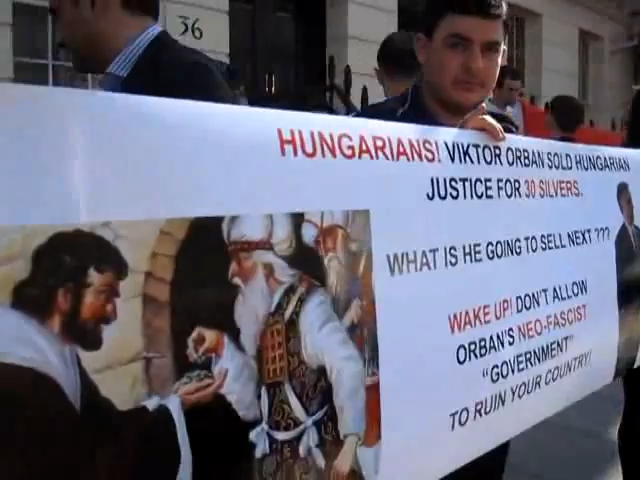 36
HUNGARIANS! VIKTOR ORBAN SOLD HUNGARIAN
JUSTICE FOR 30 SILVERS.
WHAT IS HE GOING TO SELL NEXT ???
WAKE UP! DON'T ALLOW
ORBAN'S NEO-FASCIST
"GOVERNMENT"
TO RUIN YOUR COUNTRY!